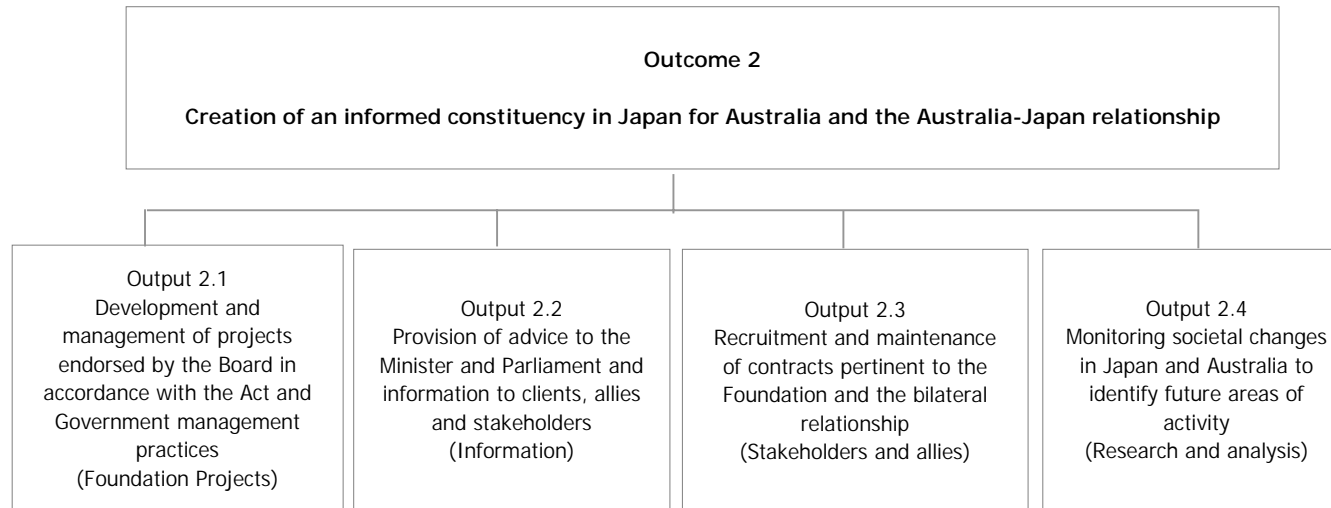 Outcome 2
Creation of an informed constituency in Japan for Australia and the Australia-Japan relationship
Output 2.1
Development and
management of projects
endorsed by the Board in
accordance with the Act and
Government management
practices
(Foundation Projects)
Output 2.2
Provision of advice to the
Minister and Parliament and
information to clients, allies
and stakeholders
(Information)
Output 2.3
Recruitment and maintenance
of contracts pertinent to the
Foundation and the bilateral
relationship
(Stakeholders and allies)
Output 2.4
Monitoring societal changes
in Japan and Australia to
identify future areas of
activity
(Research and analysis)